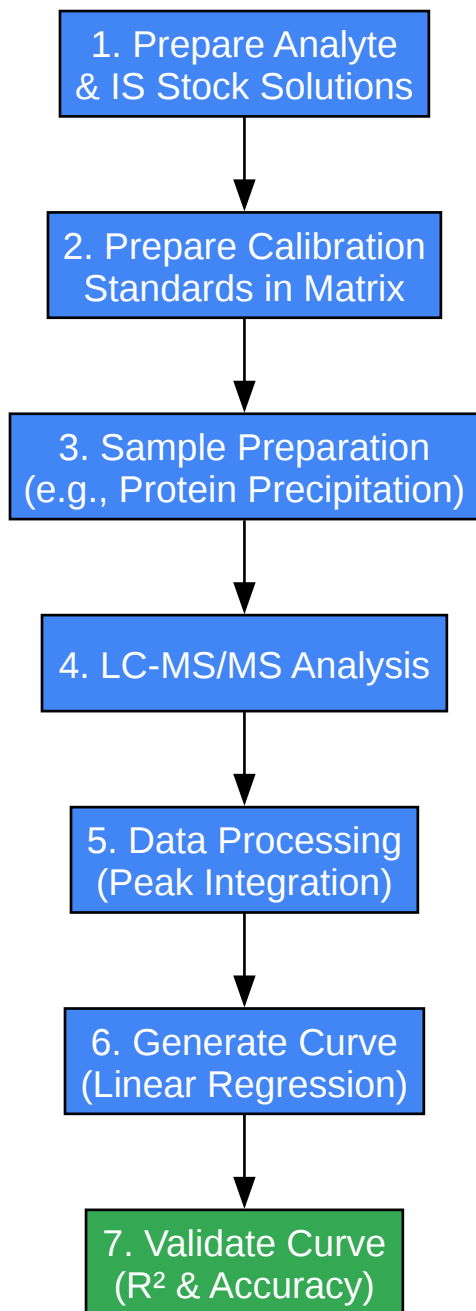 1. Prepare Analyte
& IS Stock Solutions
2. Prepare Calibration
Standards in Matrix
3. Sample Preparation
(e.g., Protein Precipitation)
4. LC-MS/MS Analysis
5. Data Processing
(Peak Integration)
6. Generate Curve
(Linear Regression)
7. Validate Curve
(R² & Accuracy)